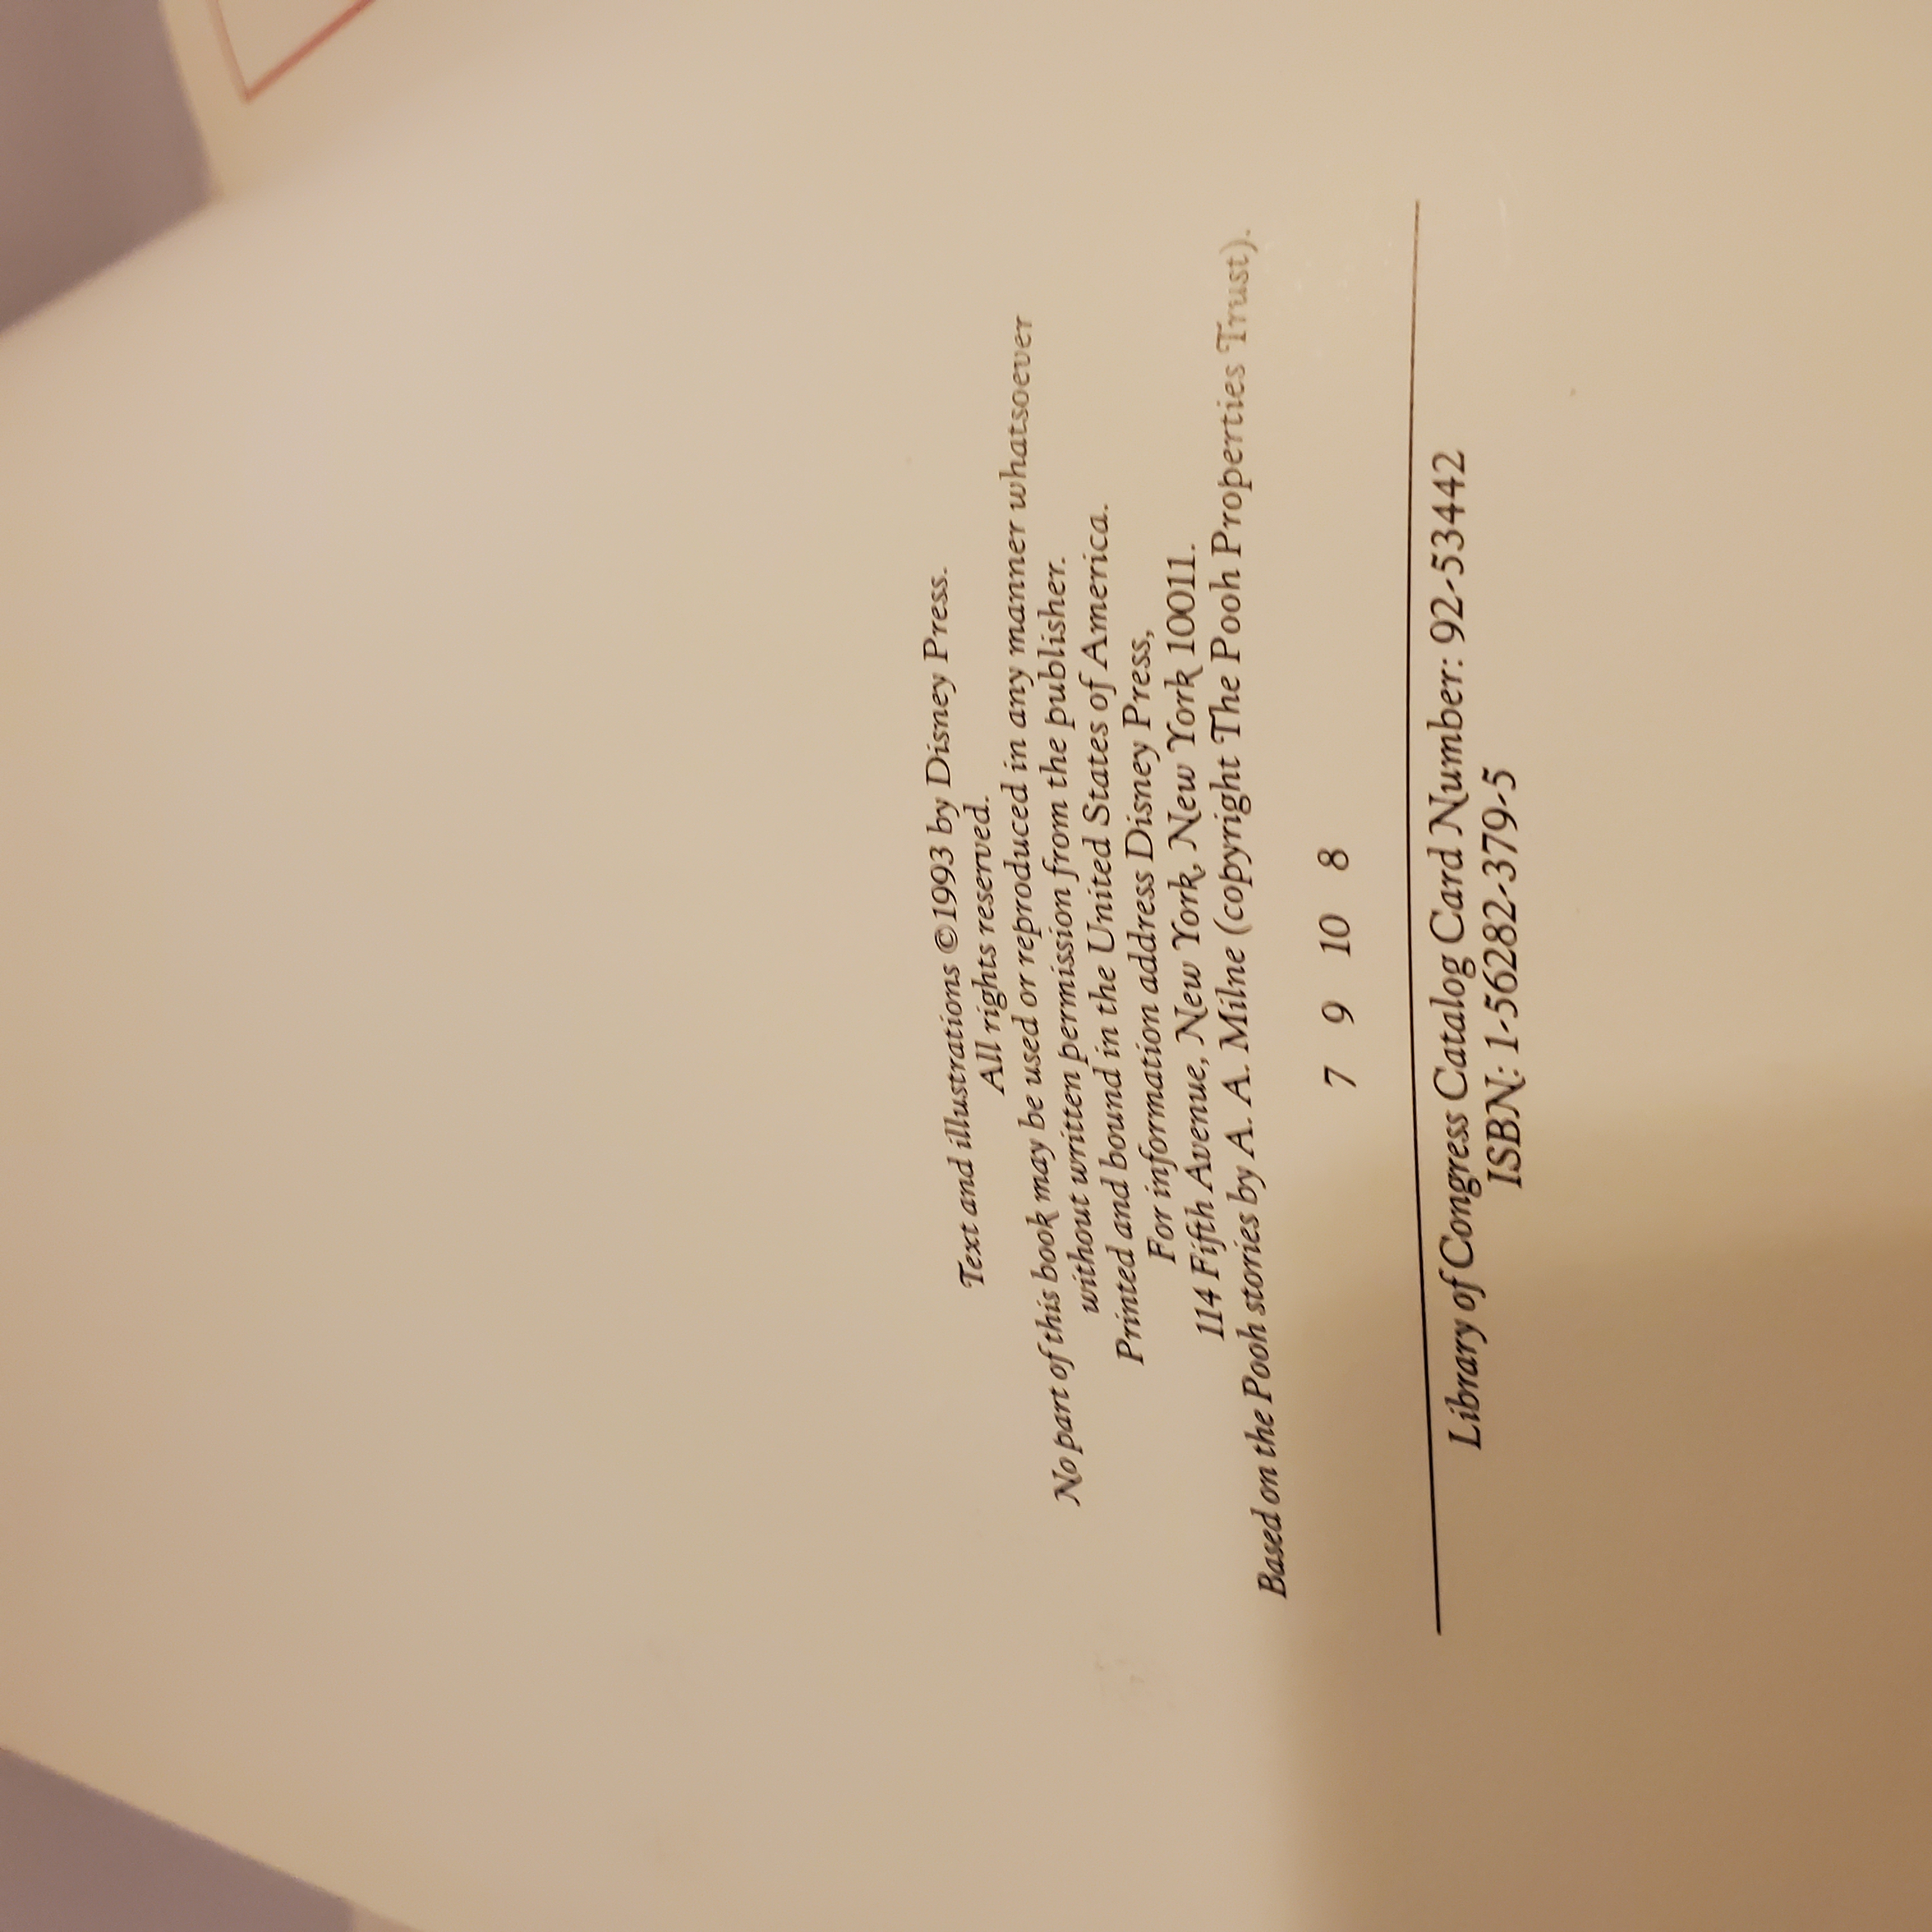 Text and illustrations ©1993 by Disney Press.
All rights reserved.
No part of this book may be used or reproduced in any manner whatsoever
without written permission from the publisher.
Printed and bound in the United States of America.
For information address Disney Press,
114 Fifth Avenue, New York, New York 10011.
Based on the Pooh stories by A. A. Milne (copyright The Pooh Properties Trust).
7 9 10 8
Library of Congress Catalog Card Number: 92-53442
ISBN: 1-56282-379-5